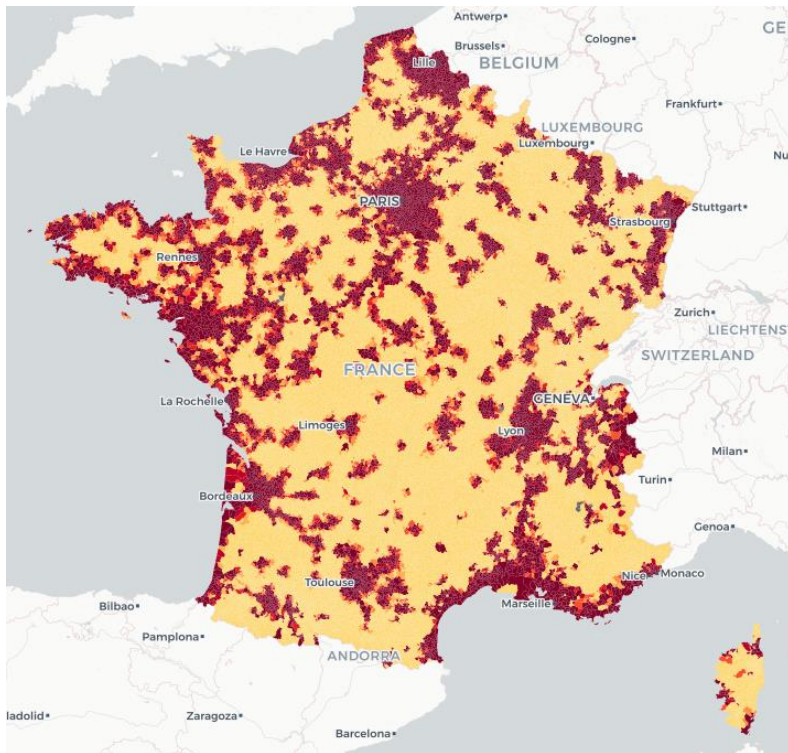 Antwerp
Cologne
GE
Brussels
BELGIUM
Lille
Frankfurt
LUXEMBOURG
Luxembourg
Le Havre
Nu
PARIS
Stuttgart
Strasbourg
Rennes
Zurich
LIECHTENS
SWITZERLAND
FRANCE
GENEVA
La Rochelle
Limoges
Lyon
Milan
Turin
Bordeaux
Genoa
Toulouse
Nice
Monaco
Marseille
Bilbao
Pamplona
ANDORRA
ladolid
Zaragoza
Barcelona